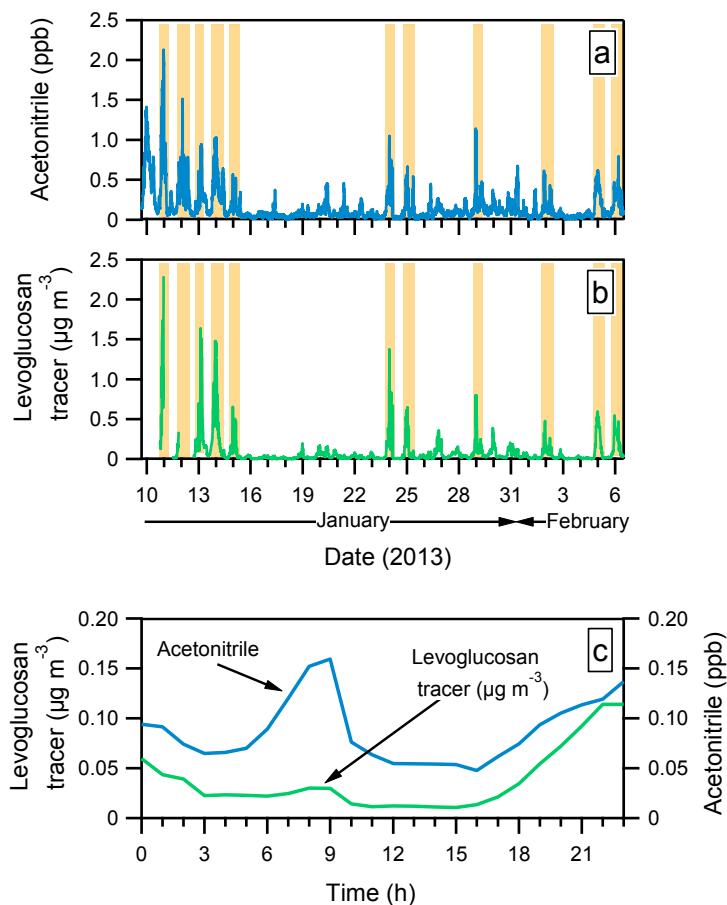 Acetonitrile (ppb)
2.5
2.0
1.5
1.0
0.5
0
a
Levoglucosan
tracer (µg m⁻³)
2.5
2.0
1.5
1.0
0.5
0
b
10 13 16 19 22 25 28 31 3 6
January February
Date (2013)
Levoglucosan
tracer (µg m⁻³)
0.20
0.15
0.10
0.05
0
Acetonitrile
Levoglucosan
tracer (µg m⁻³)
c
0.20
0.15
0.10
0.05
0
Acetonitrile (ppb)
0 3 6 9 12 15 18 21
Time (h)